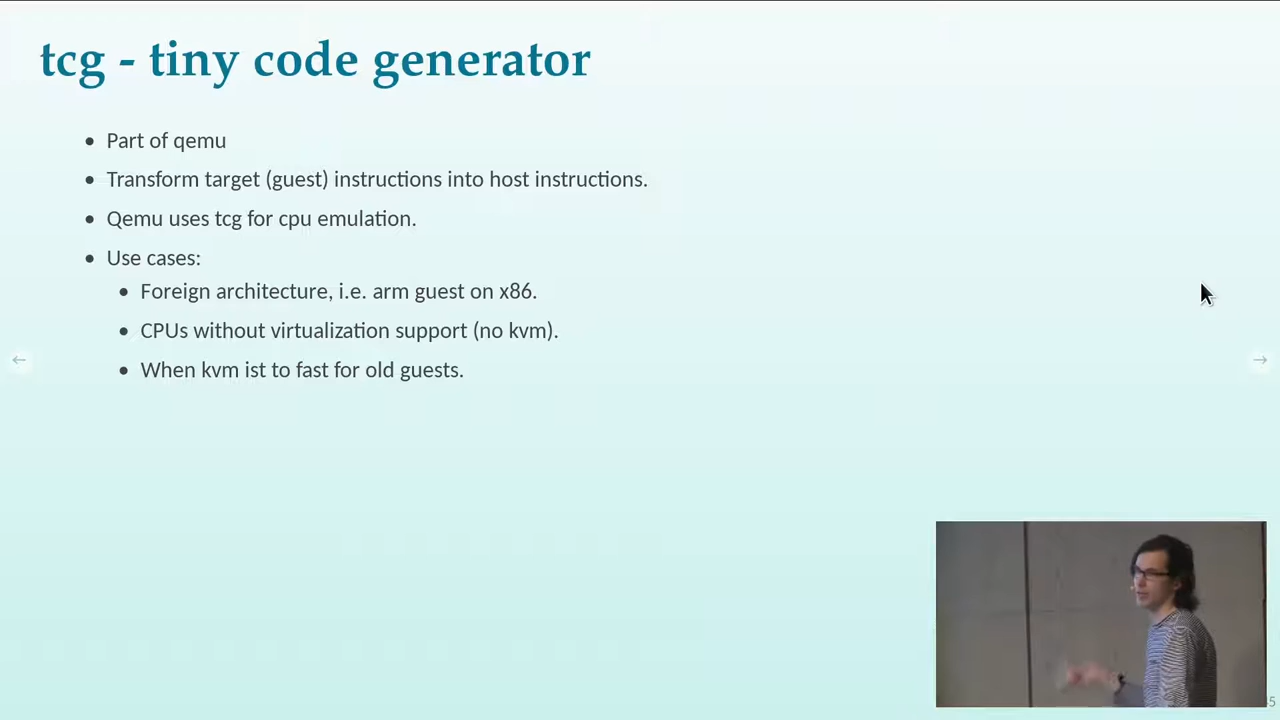 tcg - tiny code generator
Part of qemu
Transform target (guest) instructions into host instructions.
Qemu uses tcg for cpu emulation.
Use cases:
Foreign architecture, i.e. arm guest on x86.
CPUs without virtualization support (no kvm).
When kvm ist to fast for old guests.
←
→